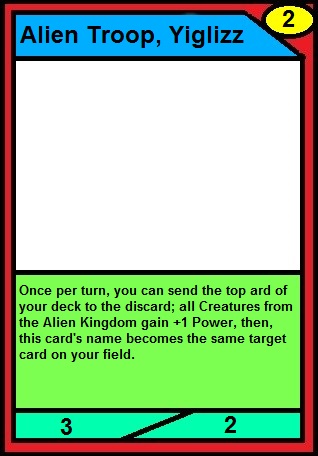 Alien Troop, Yiglizz
2
Once per turn, you can send the top ard of
your deck to the discard; all Creatures from
the Alien Kingdom gain +1 Power, then,
this card's name becomes the same target
card on your field.
3
2